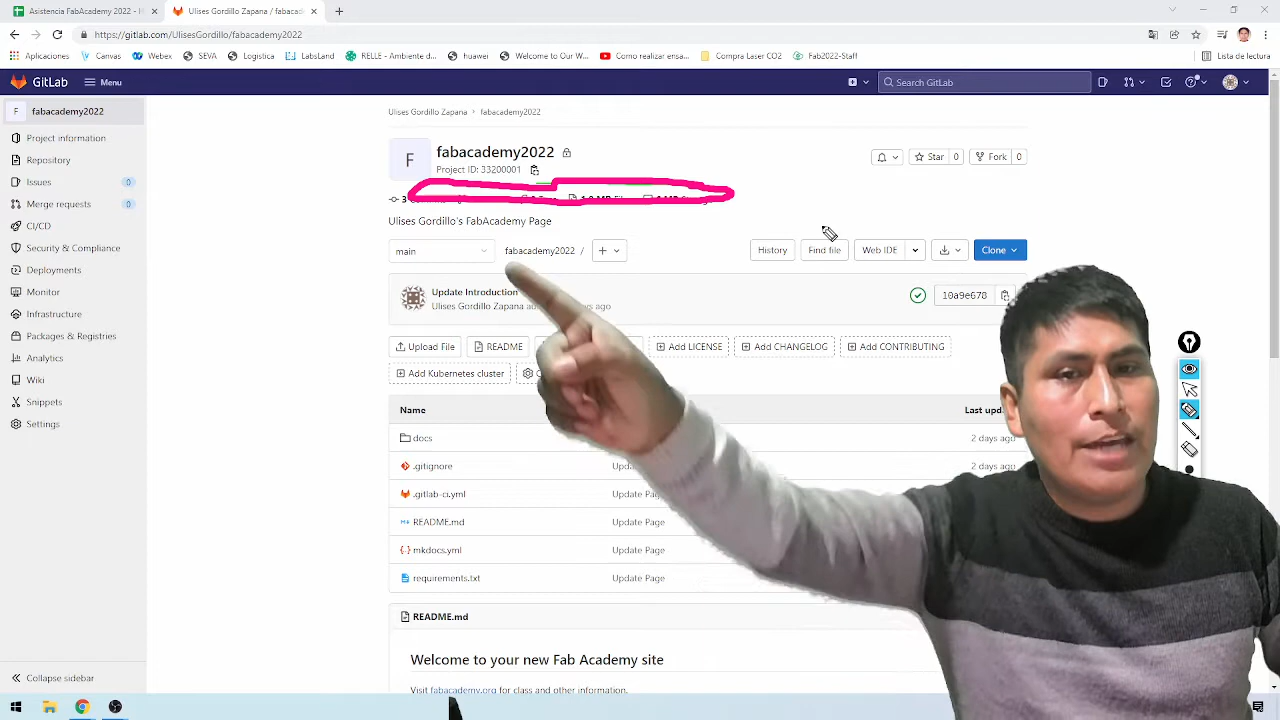 Asistencia FabAcademy 2022 -
Ulises Gordillo Zapana / fabacad
https://gitlab.com/UlisesGordillo/fabacademy2022
Aplicaciones Canvas Webex SEVA Logistica LabsLand RELLE - Ambiente d... huawei Welcome to Our W... Como realizar ensa... Compra Laser CO2 Fab2022-Staff Lista de lectura
GitLab Menu Search GitLab
F fabacademy2022
Project information
Repository
Issues 0
Merge requests 0
CI/CD
Security & Compliance
Deployments
Monitor
Infrastructure
Packages & Registries
Analytics
Wiki
Snippets
Settings
Collapse sidebar
Ulises Gordillo Zapana > fabacademy2022
F fabacademy2022
Project ID: 33200001
Star 0 Fork 0
Ulises Gordillo's FabAcademy Page
main fabacademy2022 / + History Find file Web IDE Clone
Update Introduction
Ulises Gordillo Zapana
10a9e678
Upload File README Add LICENSE Add CHANGELOG Add CONTRIBUTING
Add Kubernetes cluster
Name Last
docs 2 days ago
.gitignore 2 days ago
.gitlab-ci.yml Update Page
README.md Update Page
mkdocs.yml Update Page
requirements.txt Update Page
README.md
Welcome to your new Fab Academy site
Visit fabacademy.org for class and other information.